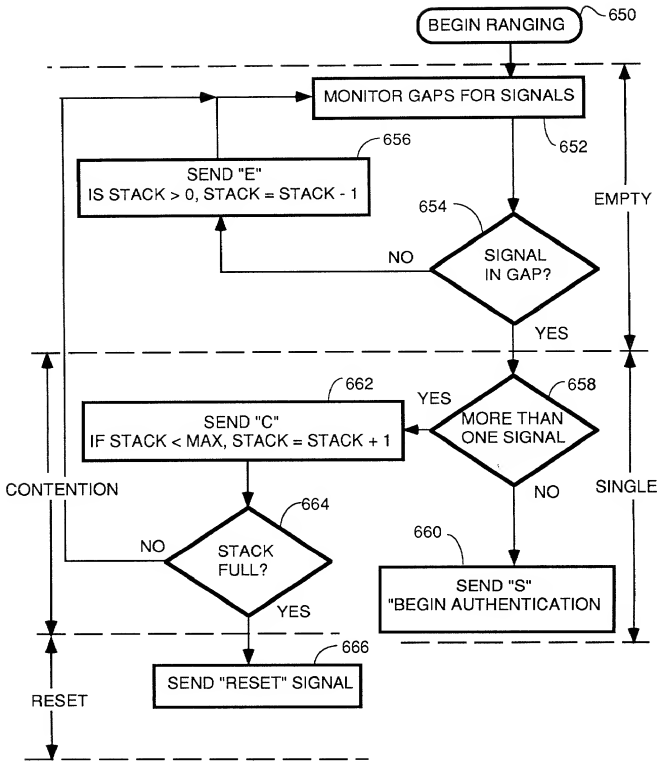 BEGIN RANGING
650
MONITOR GAPS FOR SIGNALS
652
656
SEND "E"
IS STACK > 0, STACK = STACK - 1
EMPTY
654
SIGNAL
IN GAP?
NO
YES
658
MORE THAN
ONE SIGNAL
YES
NO
662
SEND "C"
IF STACK < MAX, STACK = STACK + 1
CONTENTION
SINGLE
664
STACK
FULL?
NO
YES
660
SEND "S"
"BEGIN AUTHENTICATION
666
SEND "RESET" SIGNAL
RESET